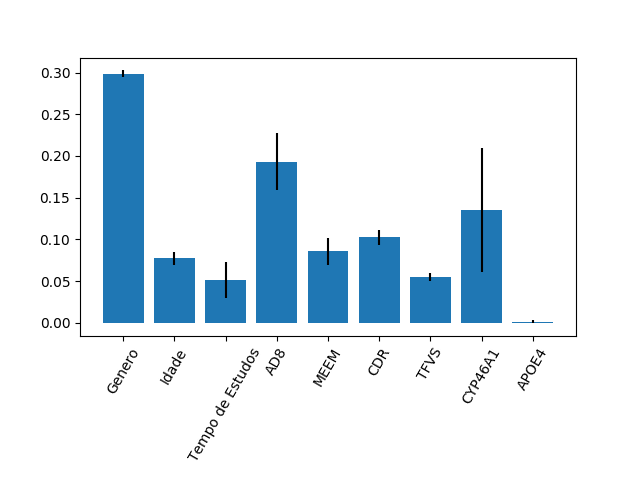 0.30
0.25
0.20
0.15
0.10
0.05
0.00
Genero
Idade
Tempo de Estudos
AD8
MEEM
CDR
TFVS
CYP46A1
APOE4